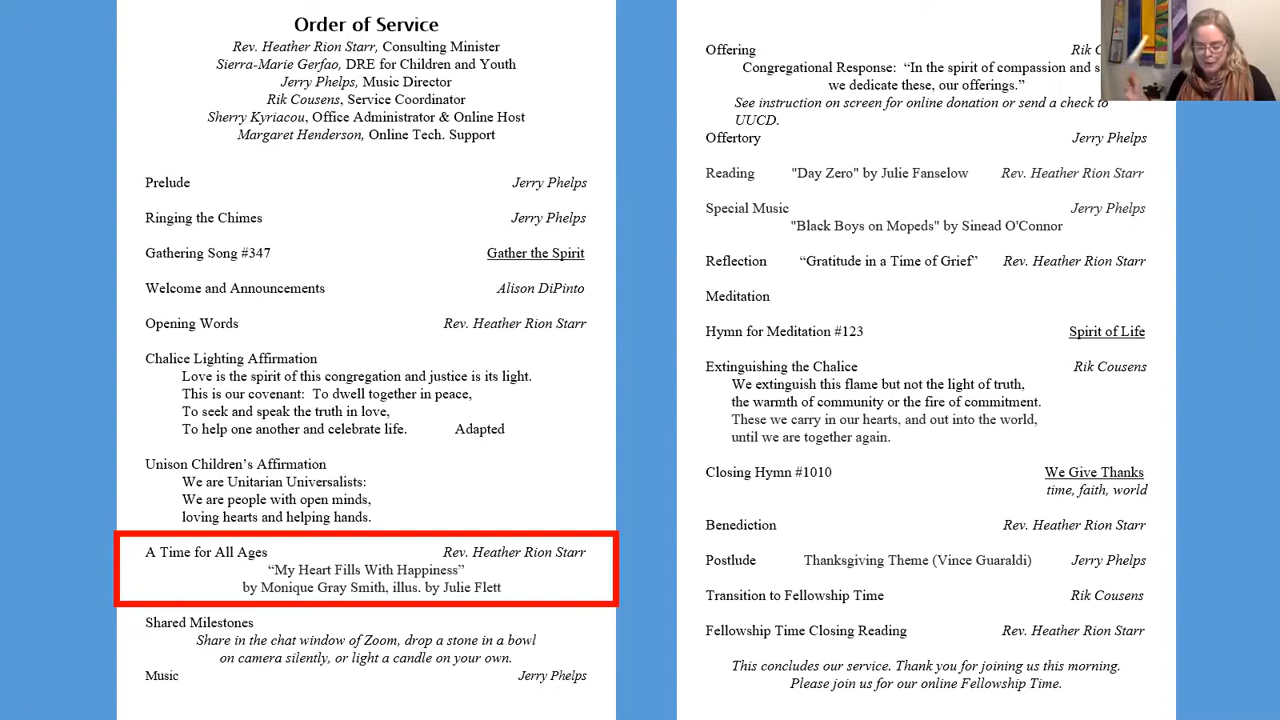 Order of Service
Rev. Heather Rion Starr, Consulting Minister
Sierra-Marie Gerfao, DRE for Children and Youth
Jerry Phelps, Music Director
Rik Cousens, Service Coordinator
Sherry Kyriacou, Office Administrator & Online Host
Margaret Henderson, Online Tech. Support
Prelude Jerry Phelps
Ringing the Chimes Jerry Phelps
Gathering Song #347 Gather the Spirit
Welcome and Announcements Alison DiPinto
Opening Words Rev. Heather Rion Starr
Chalice Lighting Affirmation
Love is the spirit of this congregation and justice is its light.
This is our covenant: To dwell together in peace,
To seek and speak the truth in love,
To help one another and celebrate life. Adapted
Unison Children’s Affirmation
We are Unitarian Universalists:
We are people with open minds,
loving hearts and helping hands.
A Time for All Ages Rev. Heather Rion Starr
“My Heart Fills With Happiness”
by Monique Gray Smith, illus. by Julie Flett
Shared Milestones
Share in the chat window of Zoom, drop a stone in a bowl
on camera silently, or light a candle on your own.
Music Jerry Phelps
Offering Rik
Congregational Response: “In the spirit of compassion and
we dedicate these, our offerings.”
See instruction on screen for online donation or send a check to
UUCD.
Offertory Jerry Phelps
Reading "Day Zero" by Julie Fanselow Rev. Heather Rion Starr
Special Music Jerry Phelps
"Black Boys on Mopeds" by Sinead O'Connor
Reflection “Gratitude in a Time of Grief” Rev. Heather Rion Starr
Meditation
Hymn for Meditation #123 Spirit of Life
Extinguishing the Chalice Rik Cousens
We extinguish this flame but not the light of truth,
the warmth of community or the fire of commitment.
These we carry in our hearts, and out into the world,
until we are together again.
Closing Hymn #1010 We Give Thanks
time, faith, world
Benediction Rev. Heather Rion Starr
Postlude Thanksgiving Theme (Vince Guaraldi) Jerry Phelps
Transition to Fellowship Time Rik Cousens
Fellowship Time Closing Reading Rev. Heather Rion Starr
This concludes our service. Thank you for joining us this morning.
Please join us for our online Fellowship Time.